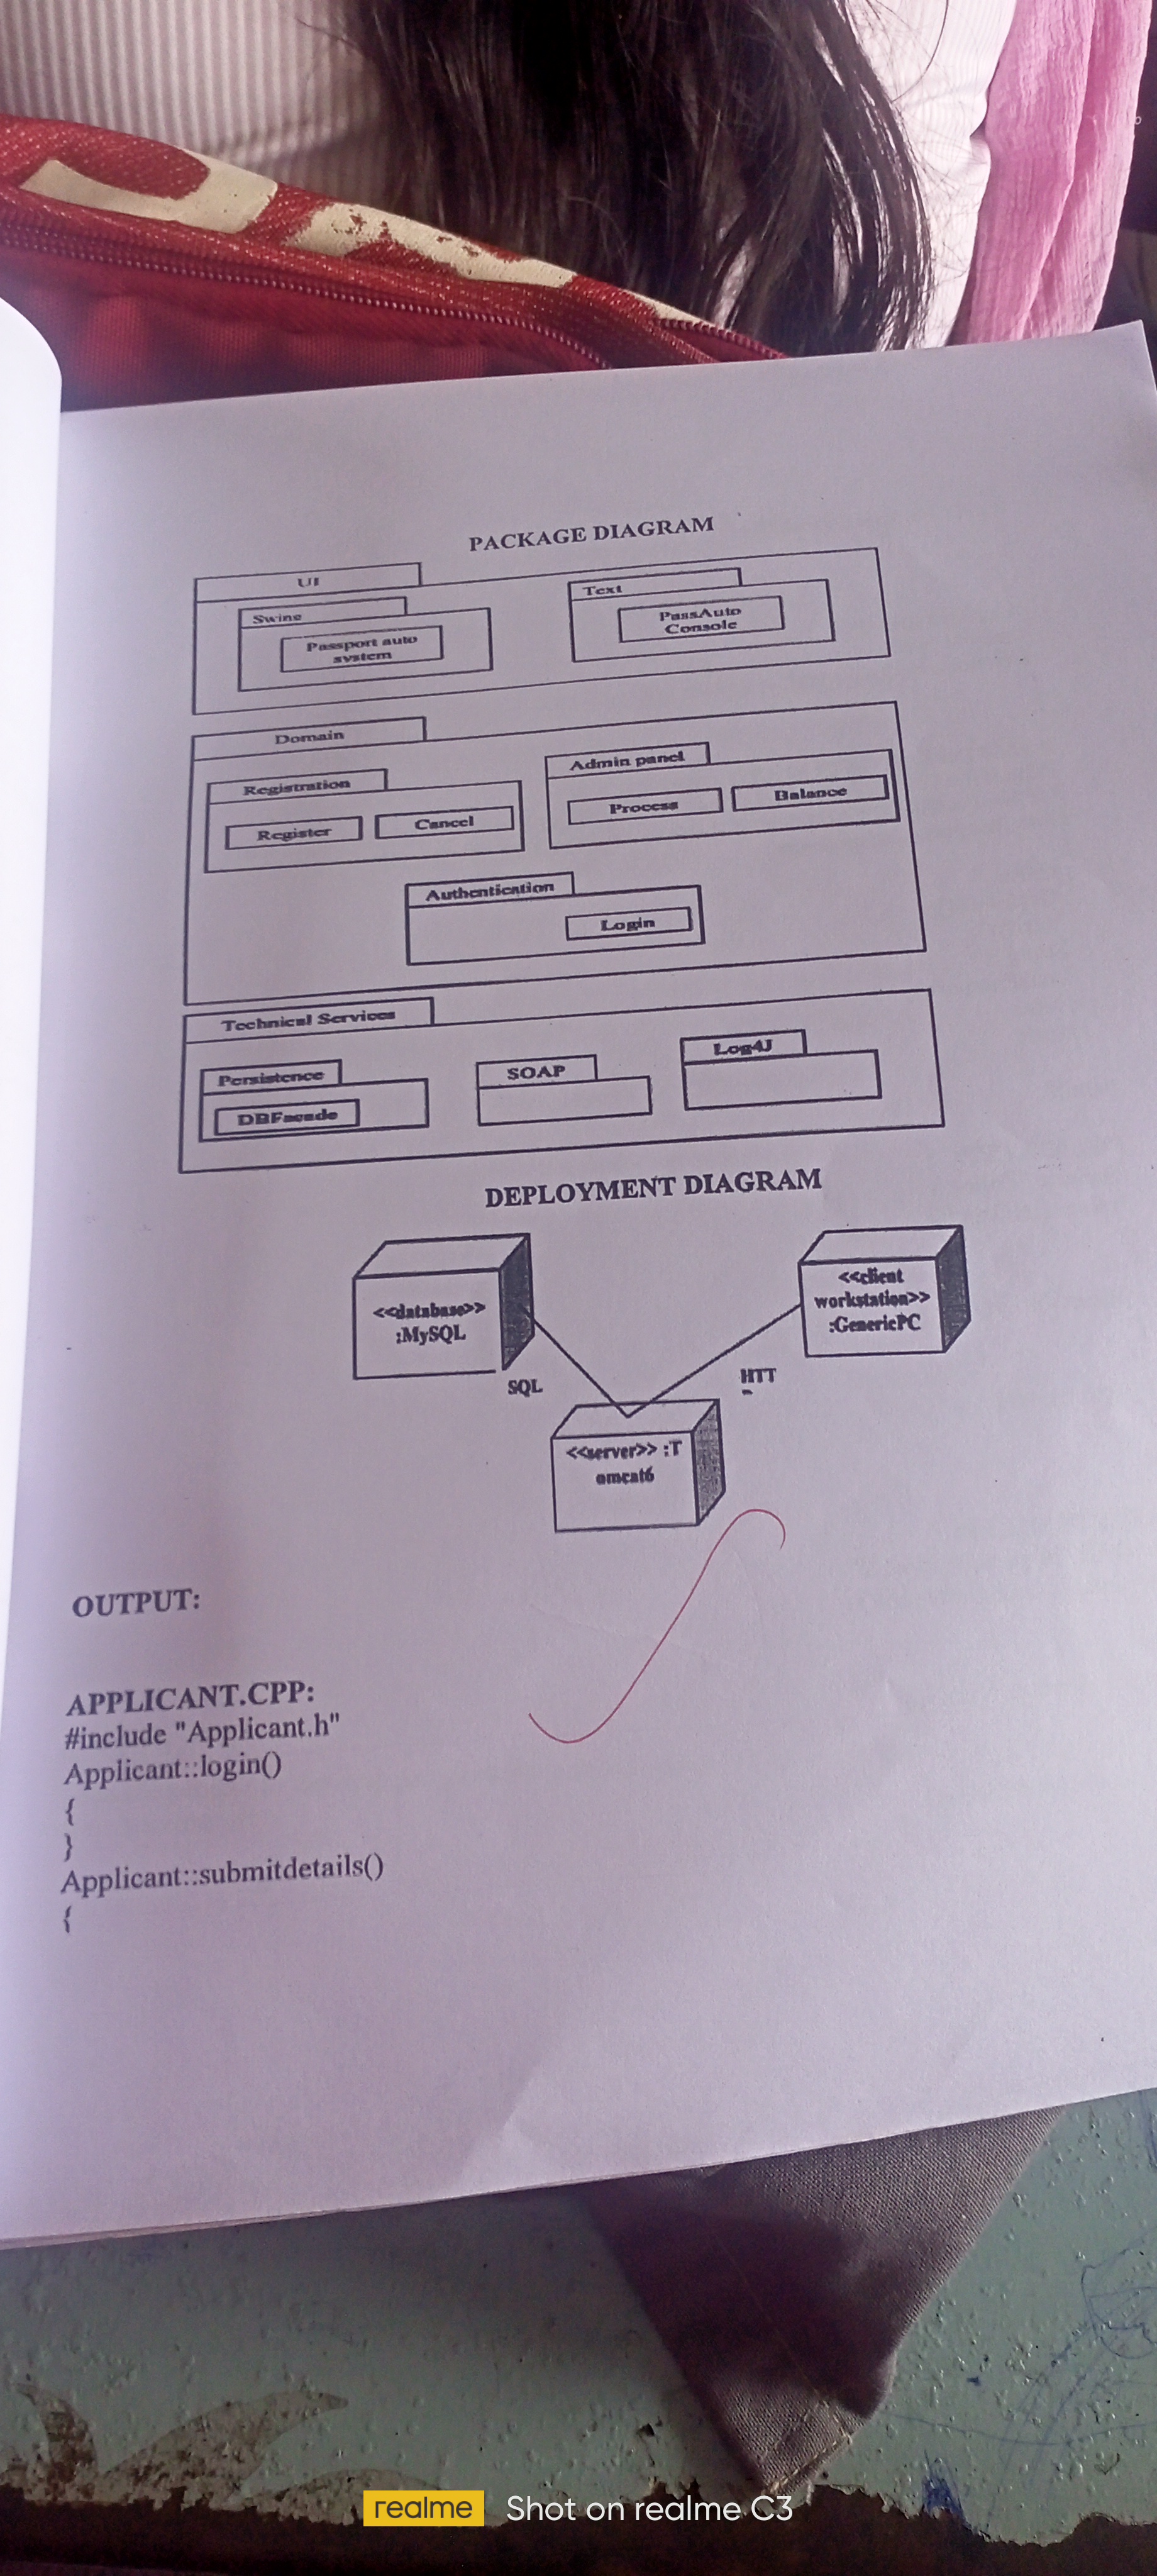 PACKAGE DIAGRAM
UI
Swing
Passport auto
system
Text
PassAuto
Console
Domain
Registration
Register
Cancel
Admin panel
Process
Balance
Authentication
Login
Technical Services
Persistence
DBFacade
SOAP
Log4J
DEPLOYMENT DIAGRAM
<<database>>
:MySQL
<<client
workstation>>
:GenericPC
SQL
HTT
<<server>> :T
omcat6
OUTPUT:
APPLICANT.CPP:
#include "Applicant.h"
Applicant::login()
{
}
Applicant::submitdetails()
{
realme Shot on realme C3